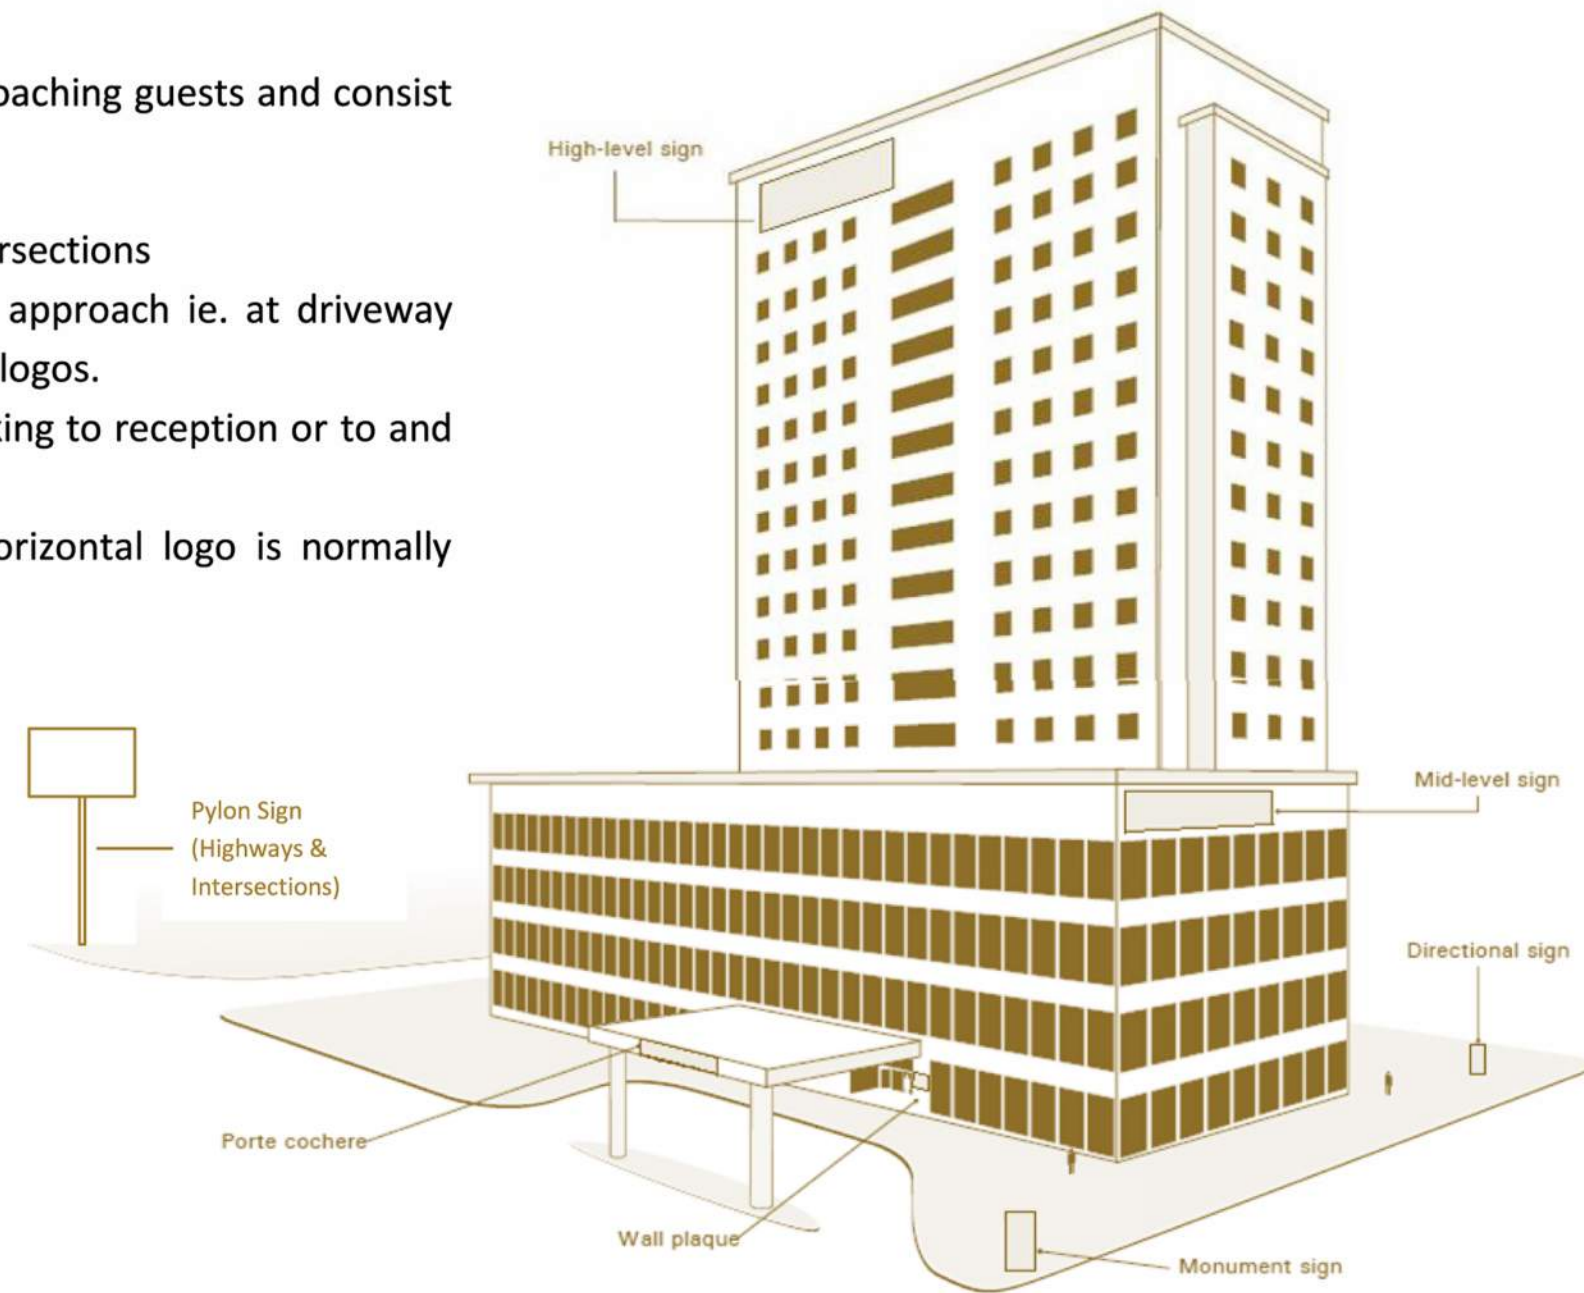 oaching guests and consist
rsections
approach ie. at driveway
logos.
king to reception or to and
orizontal logo is normally
High-level sign
Pylon Sign
(Highways &
Intersections)
Mid-level sign
Directional sign
Porte cochere
Wall plaque
Monument sign